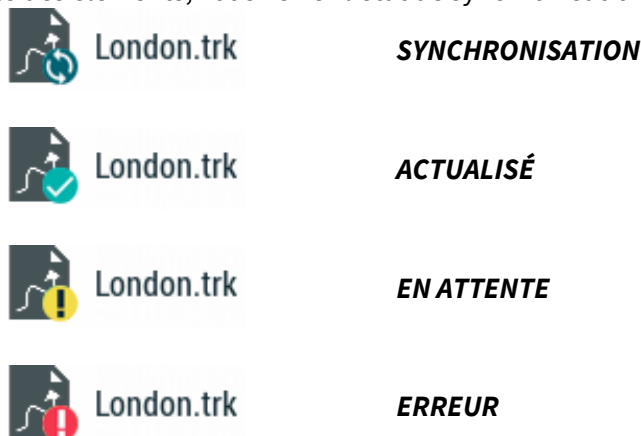 London.trk SYNCHRONISATION
London.trk ACTUALISÉ
London.trk EN ATTENTE
London.trk ERREUR